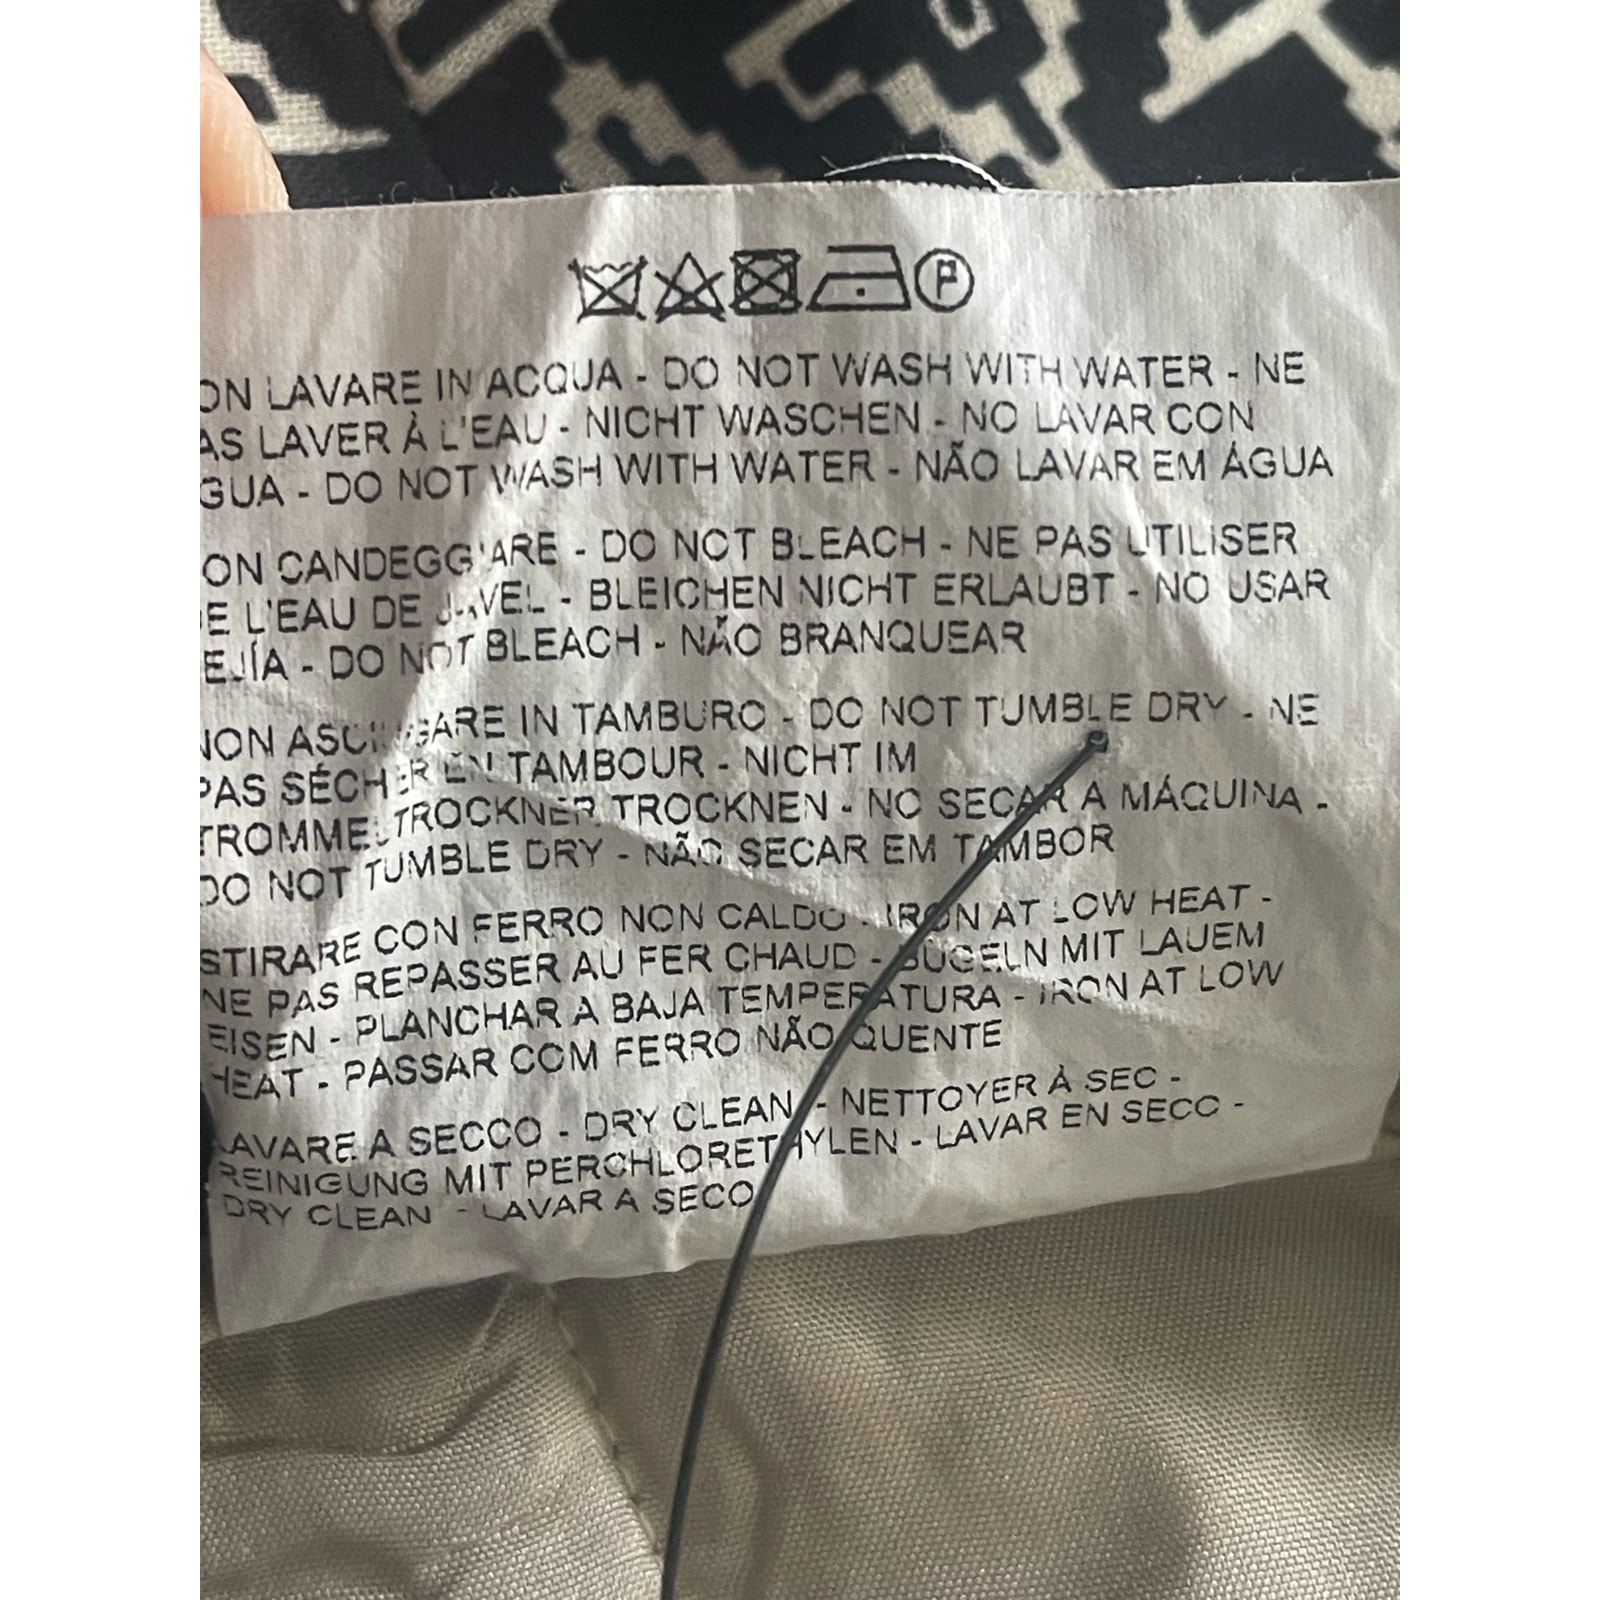 ON LAVARE IN ACQUA - DO NOT WASH WITH WATER - NE
AS LAVER À L'EAU - NICHT WASCHEN - NO LAVAR CON
GUA - DO NOT WASH WITH WATER - NÃO LAVAR EM ÁGUA
ON CANDEGGIARE - DO NOT BLEACH - NE PAS UTILISER
E L'EAU DE JAVEL - BLEICHEN NICHT ERLAUBT - NO USAR
EJÍA - DO NOT BLEACH - NÃO BRANQUEAR
NON ASCIUGARE IN TAMBURO - DO NOT TUMBLE DRY - NE
PAS SÉCHER EN TAMBOUR - NICHT IM
TROMMELTROCKNER TROCKNEN - NO SECAR A MÁQUINA -
DO NOT TUMBLE DRY - NÃO SECAR EM TAMBOR
STIRARE CON FERRO NON CALDO - IRON AT LOW HEAT -
NE PAS REPASSER AU FER CHAUD - BÜGELN MIT LAUEM
EISEN - PLANCHAR A BAJA TEMPERATURA - IRON AT LOW
HEAT - PASSAR COM FERRO NÃO QUENTE
LAVARE A SECCO - DRY CLEAN - NETTOYER À SEC -
REINIGUNG MIT PERCHLORETHYLEN - LAVAR EN SECO -
DRY CLEAN - LAVAR A SECO